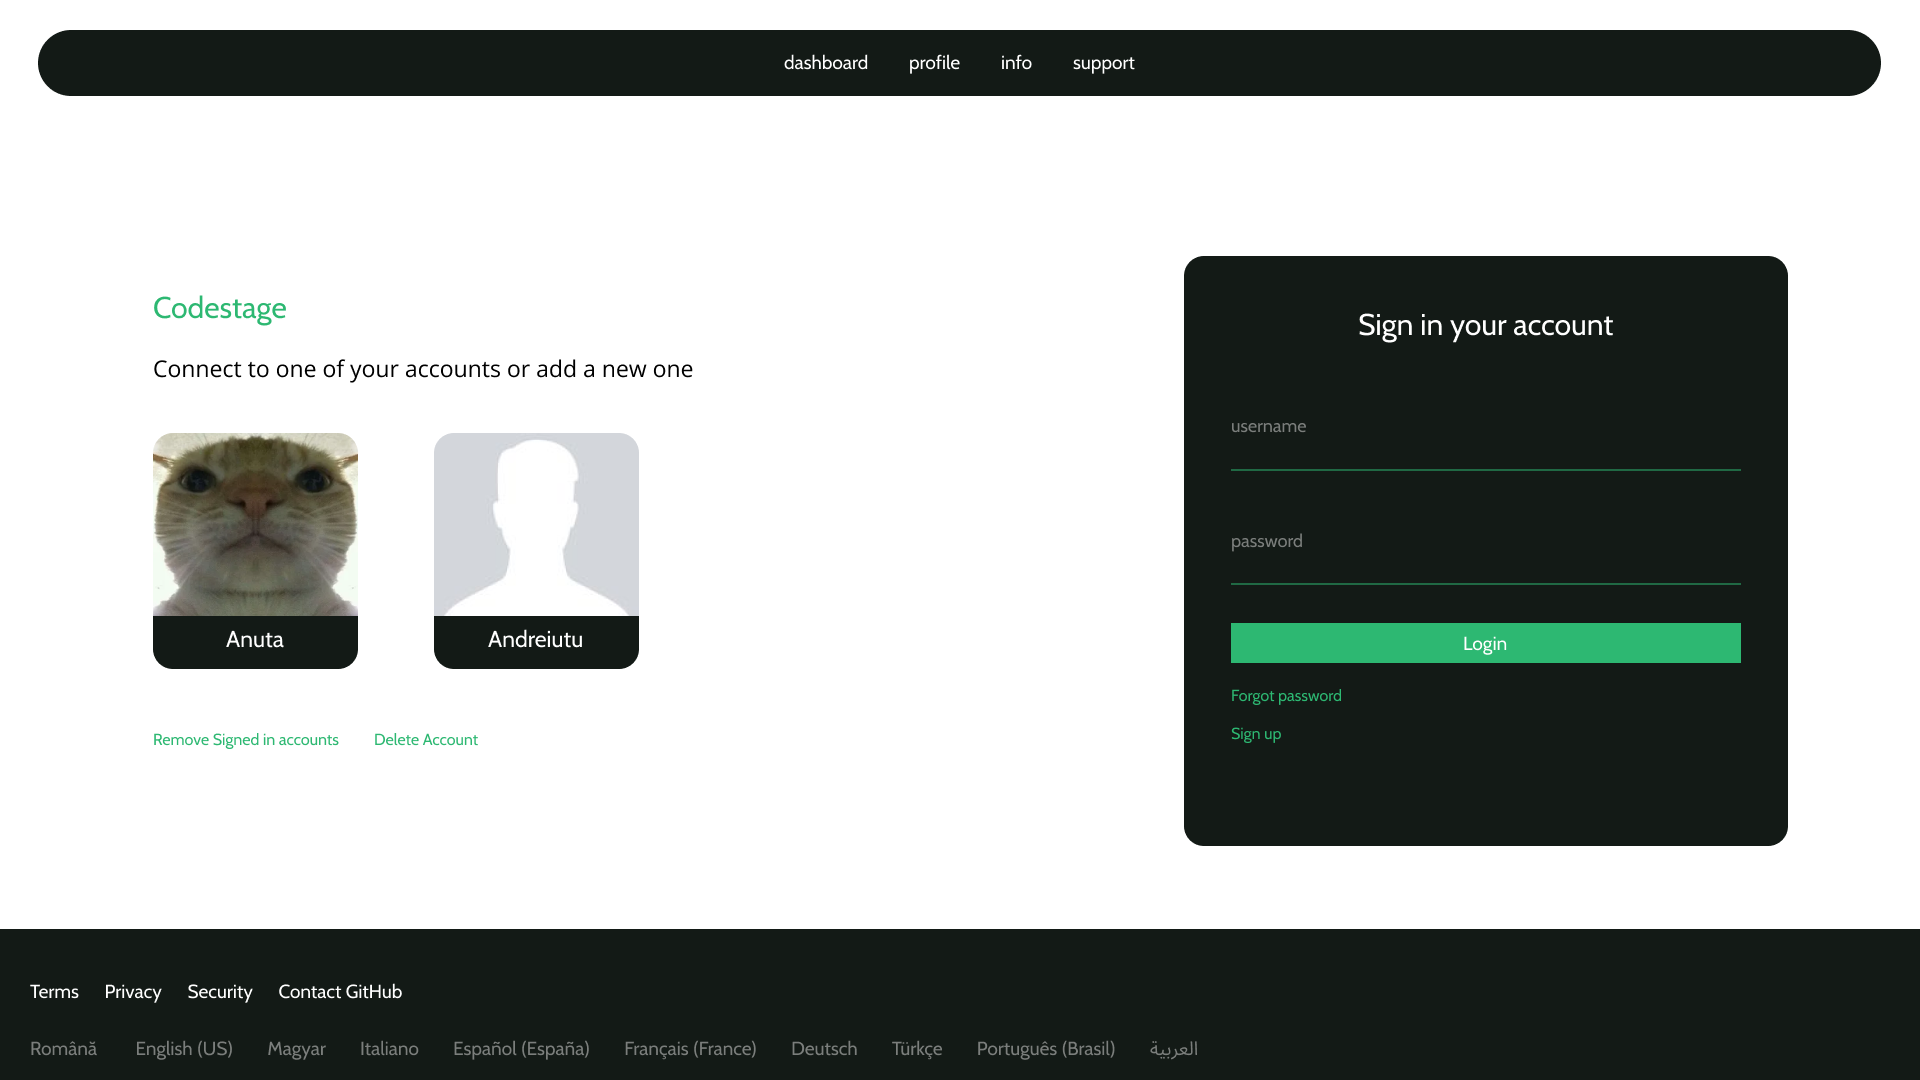 dashboard profile info support
Codestage
Connect to one of your accounts or add a new one
Anuta
Andreiutu
Remove Signed in accounts Delete Account
Sign in your account
username
password
Login
Forgot password
Sign up
Terms Privacy Security Contact GitHub
Română English (US) Magyar Italiano Español (España) Français (France) Deutsch Türkçe Português (Brasil) العربية